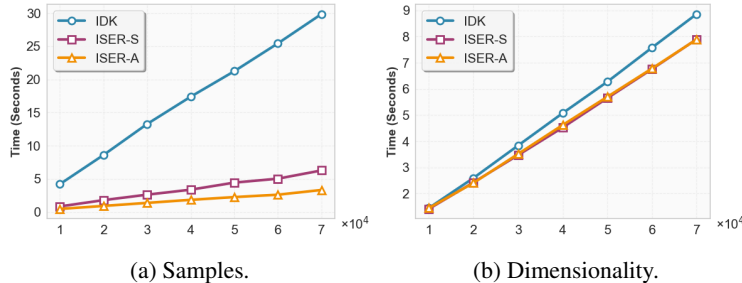 IDK
ISER-S
ISER-A
Time (Seconds)
30
25
20
15
10
5
0
1 2 3 4 5 6 7
×10⁴
(a) Samples.
IDK
ISER-S
ISER-A
Time (Seconds)
9
8
7
6
5
4
3
2
1 2 3 4 5 6 7
×10⁴
(b) Dimensionality.